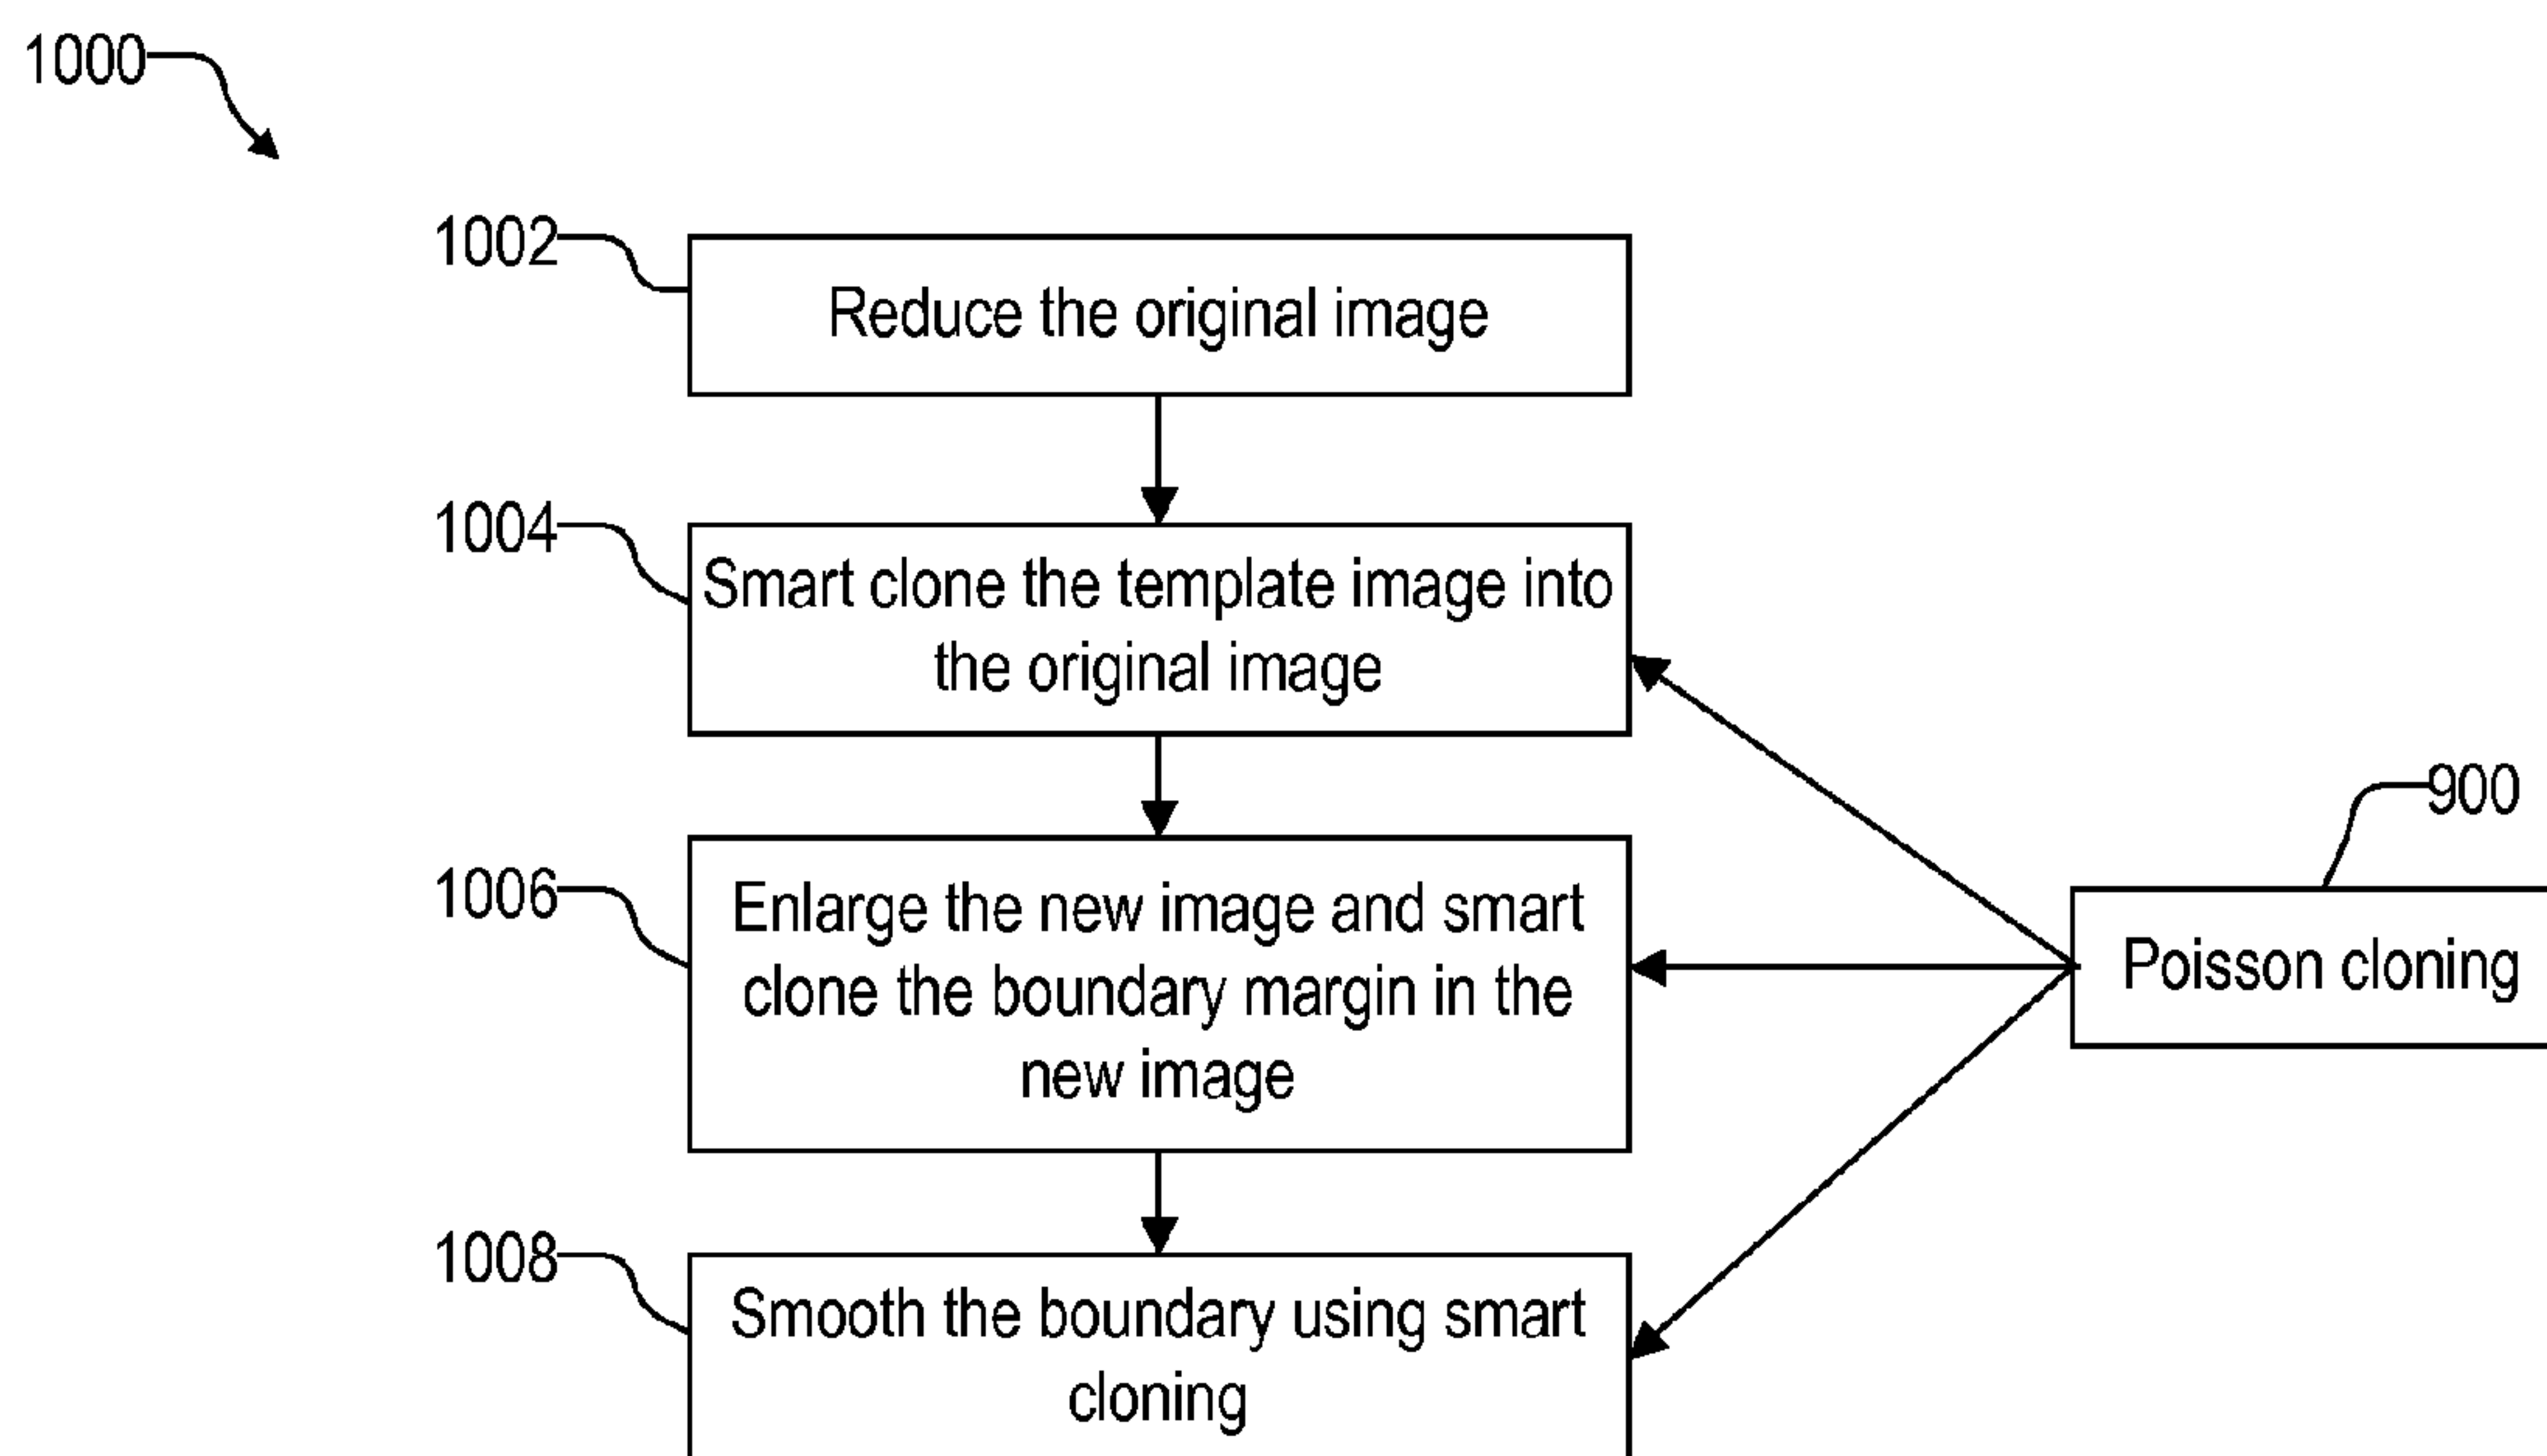 1000
1002
Reduce the original image
1004
Smart clone the template image into
the original image
900
1006
Enlarge the new image and smart
clone the boundary margin in the
new image
Poisson cloning
1008
Smooth the boundary using smart
cloning